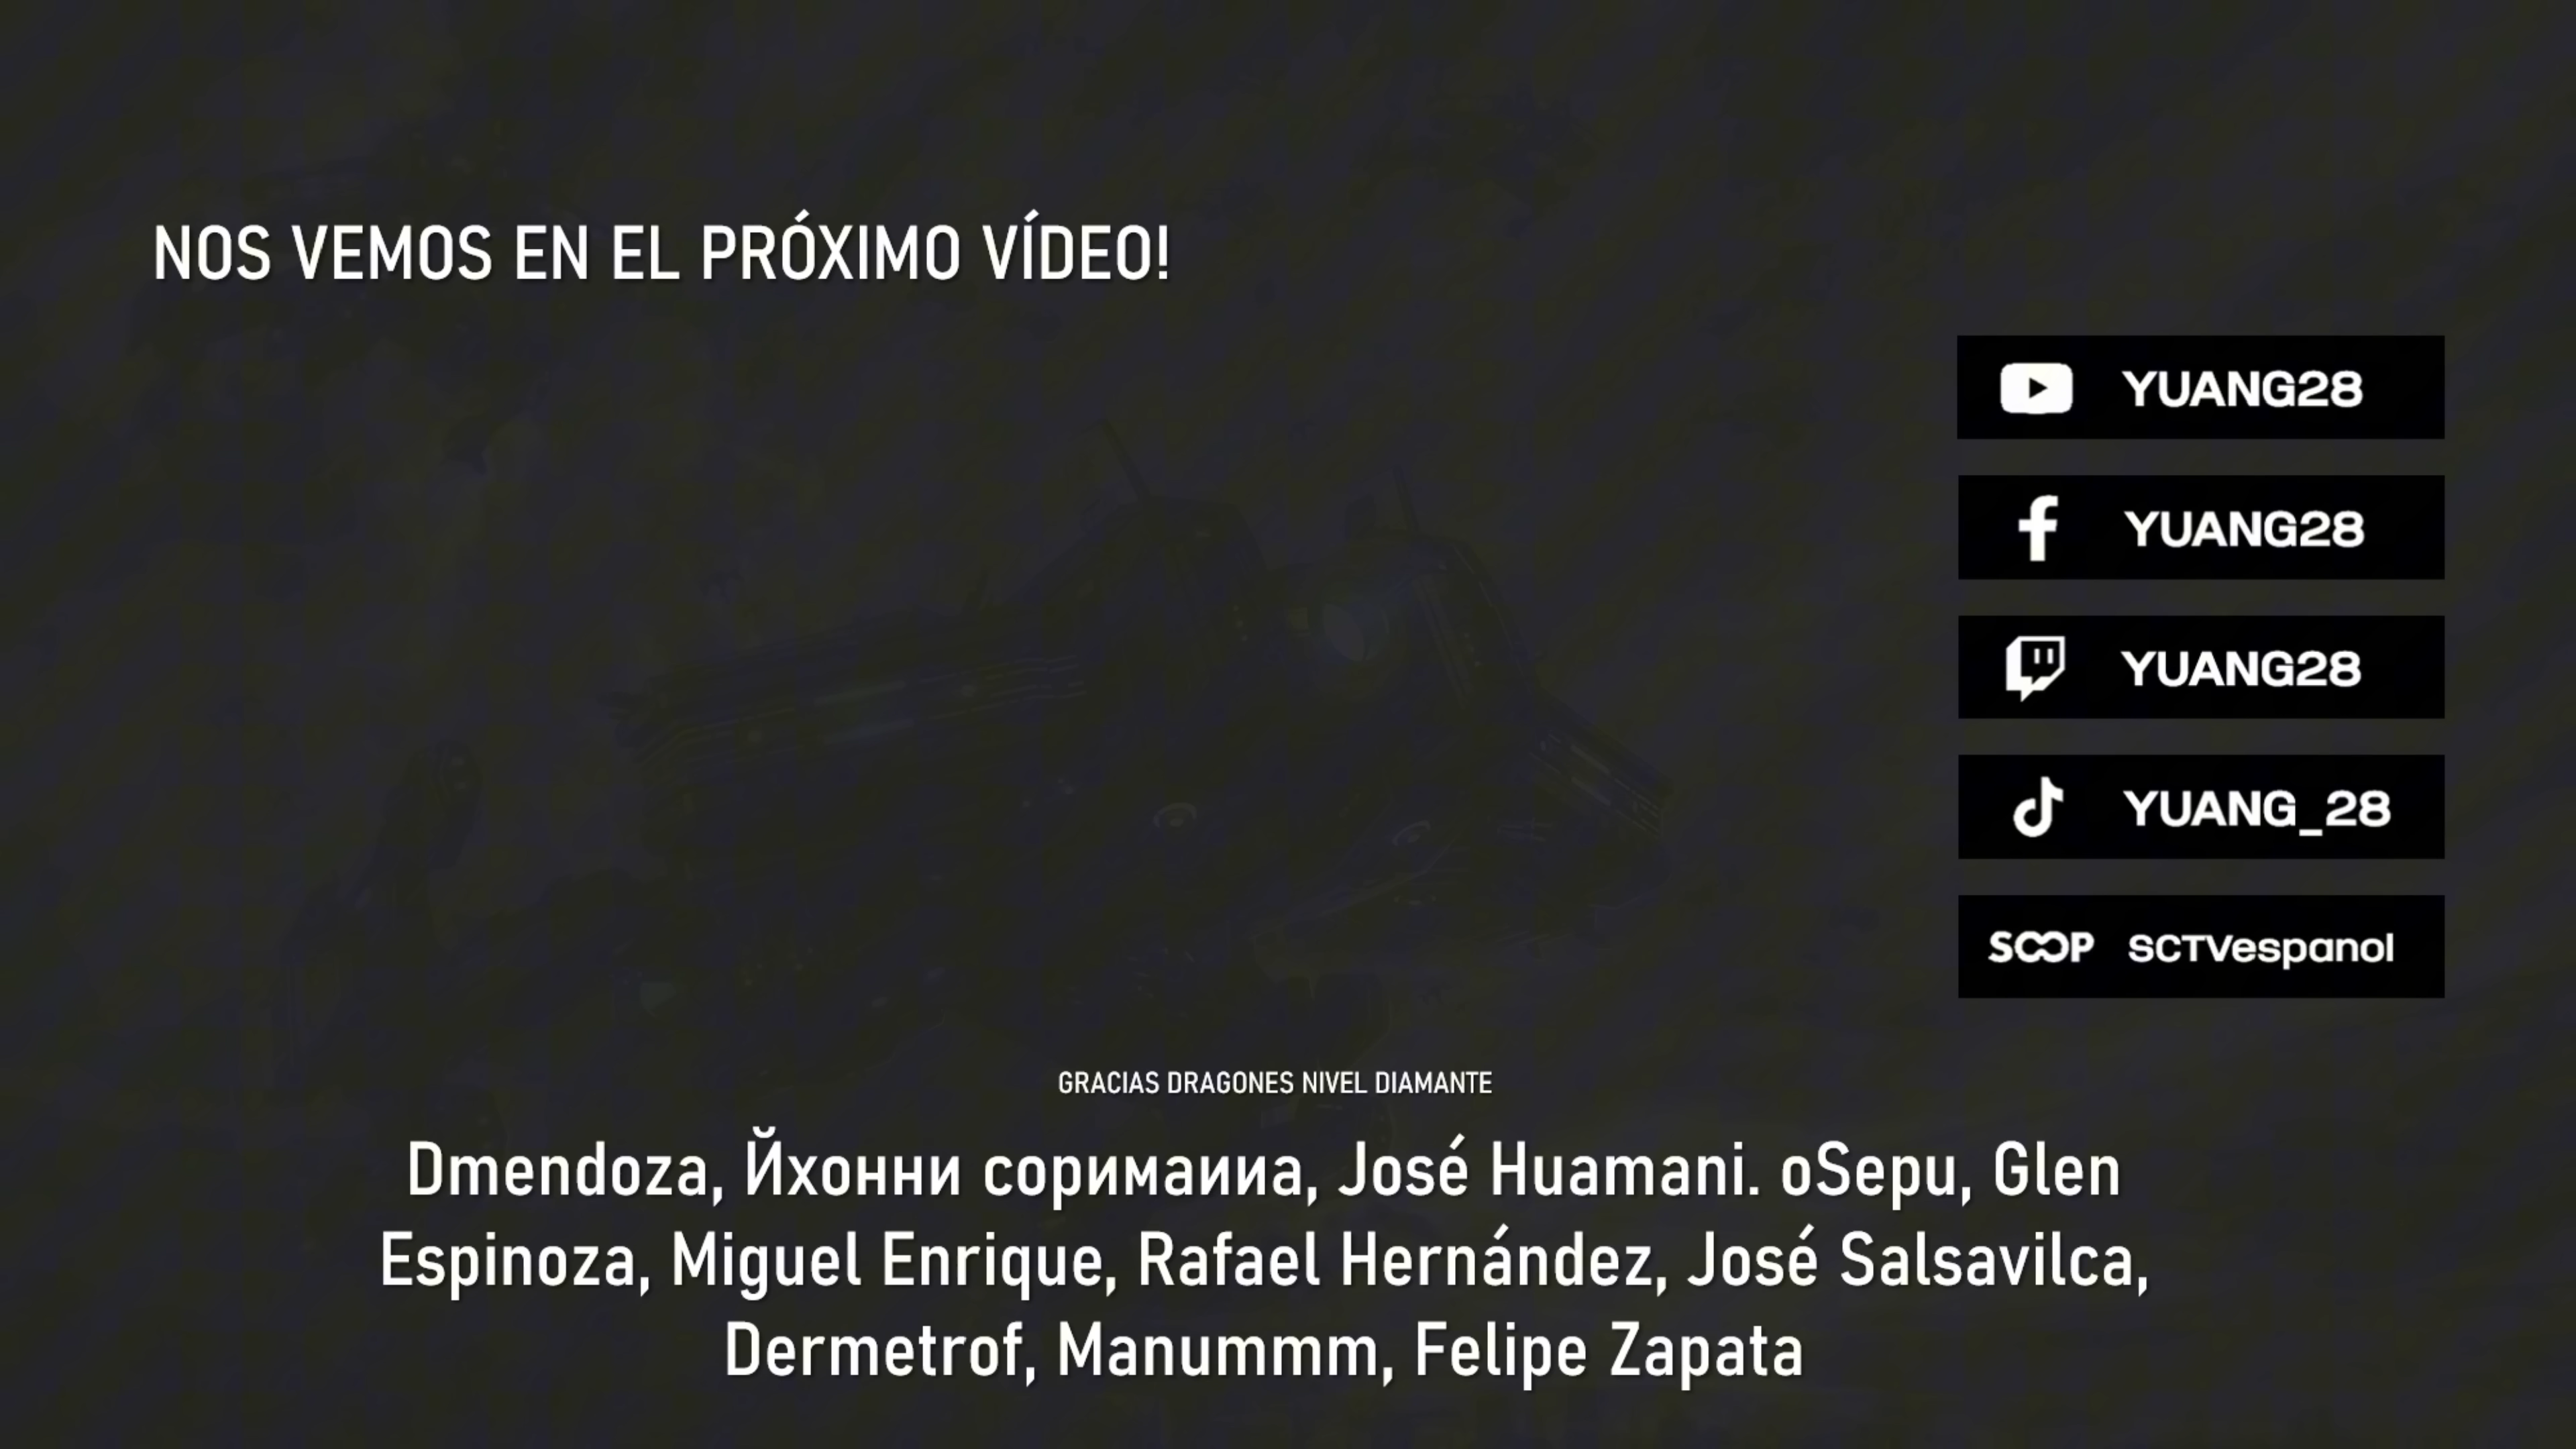 NOS VEMOS EN EL PRÓXIMO VÍDEO!
YUANG28
YUANG28
YUANG28
YUANG_28
SOOP SCTVespanol
GRACIAS DRAGONES NIVEL DIAMANTE
Dmendoza, Йхонни соримаииа, José Huamani. oSepu, Glen
Espinoza, Miguel Enrique, Rafael Hernández, José Salsavilca,
Dermetrof, Manummm, Felipe Zapata